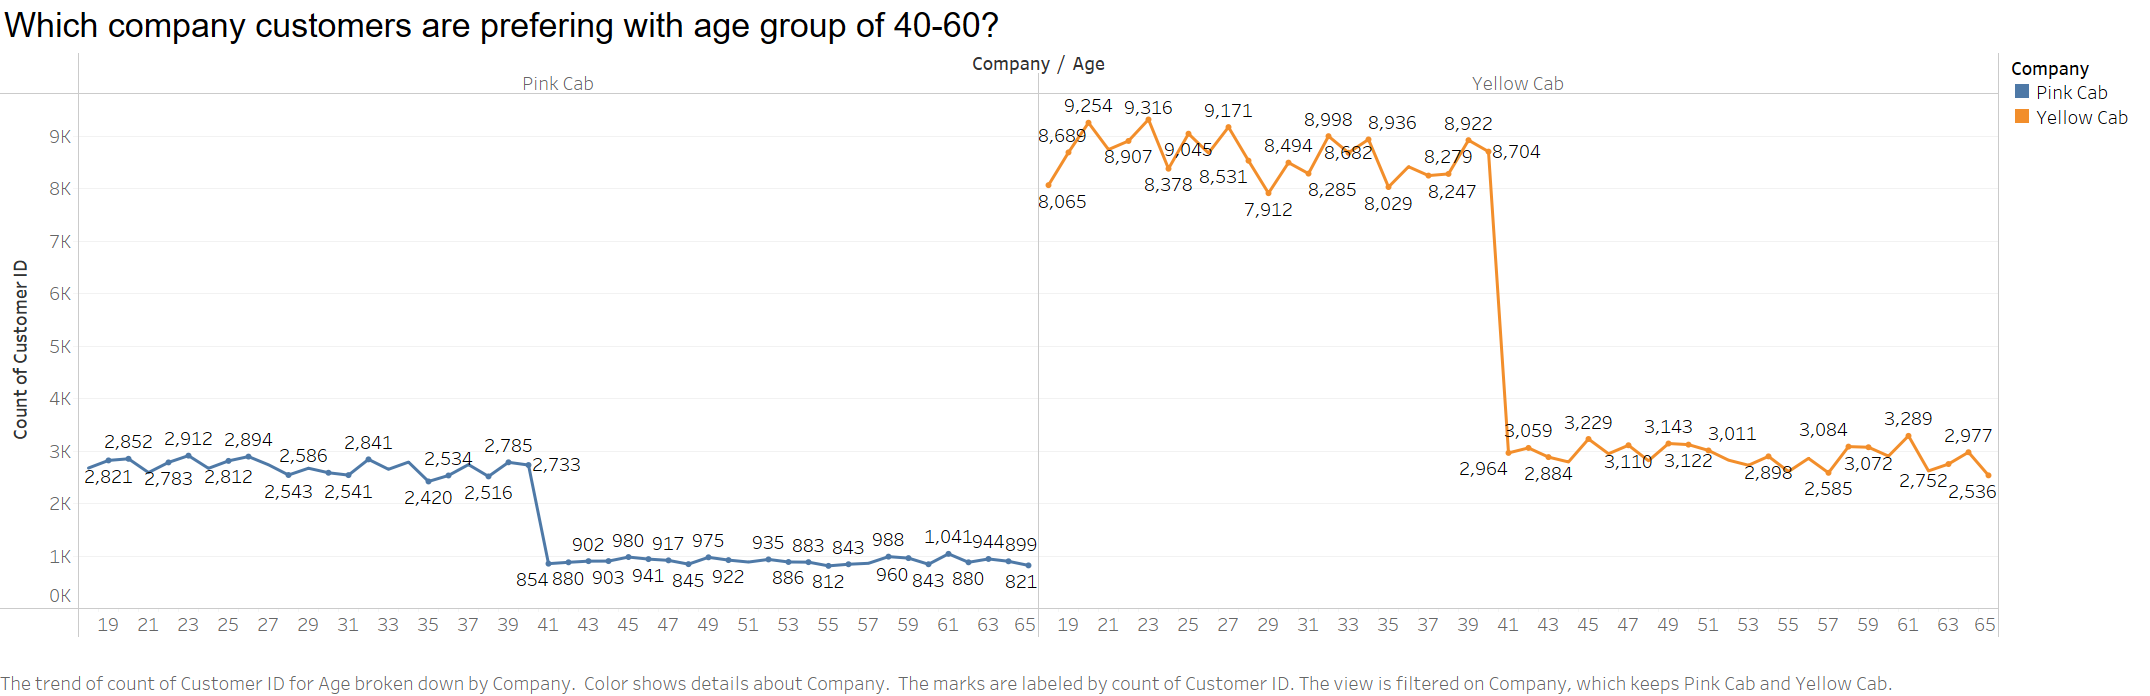 Which company customers are prefering with age group of 40-60?
Company / Age
Pink Cab
Yellow Cab
Company
Pink Cab
Yellow Cab
Count of Customer ID
9K
8K
7K
6K
5K
4K
3K
2K
1K
0K
2,852 2,912 2,894 2,586 2,841 2,534 2,785
2,821 2,783 2,812 2,543 2,541 2,420 2,516 2,733
902 980 917 975 935 883 843 988 1,041 944 899
854 880 903 941 845 922 886 812 960 843 880 821
9,254 9,316 9,171 8,998 8,936 8,922
8,689 8,907 9,045 8,494 8,682 8,279 8,704
8,065 8,378 8,531 7,912 8,285 8,029 8,247
3,059 3,229 3,143 3,011 3,084 3,289 2,977
2,964 2,884 3,110 3,122 2,898 2,585 3,072 2,752 2,536
19 21 23 25 27 29 31 33 35 37 39 41 43 45 47 49 51 53 55 57 59 61 63 65
19 21 23 25 27 29 31 33 35 37 39 41 43 45 47 49 51 53 55 57 59 61 63 65
The trend of count of Customer ID for Age broken down by Company. Color shows details about Company. The marks are labeled by count of Customer ID. The view is filtered on Company, which keeps Pink Cab and Yellow Cab.